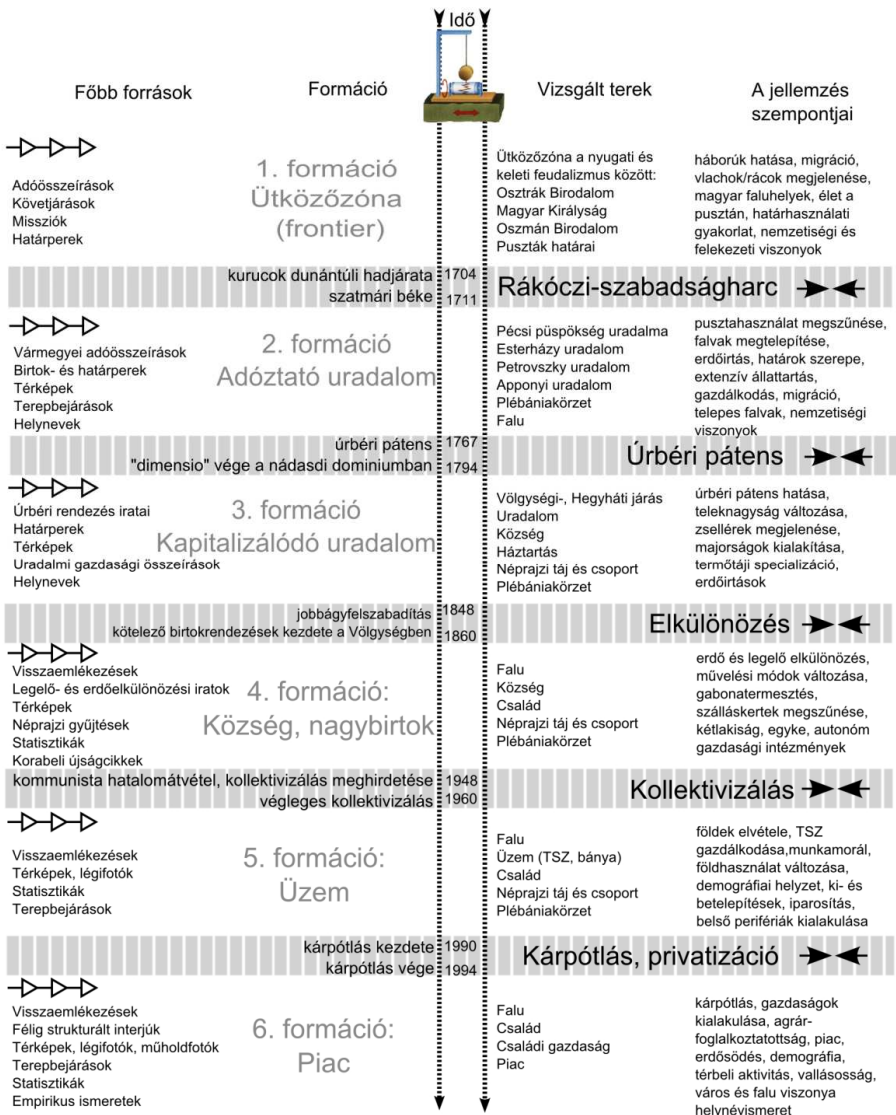 Idő
Főbb források
Formáció
Vizsgált terek
A jellemzés
szempontjai
Adóösszeírások
Követjárások
Missziók
Határperek
1. formáció
Ütközőzóna
(frontier)
Ütközőzóna a nyugati és
keleti feudalizmus között:
Osztrák Birodalom
Magyar Királyság
Oszmán Birodalom
Puszták határai
háborúk hatása, migráció,
vlachok/rácok megjelenése,
magyar faluhelyek, élet a
pusztán, határhasználati
gyakorlat, nemzetiségi és
felekezeti viszonyok
kurucok dunántúli hadjárata 1704
szatmári béke 1711
Rákóczi-szabadságharc
Vármegyei adóösszeírások
Birtok- és határperek
Térképek
Terepbejárások
Helynevek
2. formáció
Adóztató uradalom
Pécsi püspökség uradalma
Esterházy uradalom
Petrovszky uradalom
Apponyi uradalom
Plébániakörzet
Falu
pusztahasználat megszűnése,
falvak megtelepítése,
erdőirtás, határok szerepe,
extenzív állattartás,
gazdálkodás, migráció,
telepes falvak, nemzetiségi
viszonyok
úrbéri pátens 1767
"dimensio" vége a nádasdi dominiumban 1794
Úrbéri pátens
Úrbéri rendezés iratai
Határperek
Térképek
Uradalmi gazdasági összeírások
Helynevek
3. formáció
Kapitalizálódó uradalom
Völgységi-, Hegyháti járás
Uradalom
Község
Háztartás
Néprajzi táj és csoport
Plébániakörzet
úrbéri pátens hatása,
teleknagyság változása,
zsellérek megjelenése,
majorságok kialakítása,
termőtáji specializáció,
erdőirtások
jobbágyfelszabadítás 1848
kötelező birtokrendezések kezdete a Völgységben 1860
Elkülönözés
Visszaemlékezések
Legelő- és erdőelkülönözési iratok
Térképek
Néprajzi gyűjtések
Statisztikák
Korabeli újságcikkek
4. formáció:
Község, nagybirtok
Falu
Község
Család
Néprajzi táj és csoport
Plébániakörzet
erdő és legelő elkülönözés,
művelési módok változása,
gabonatermesztés,
szálláskertek megszűnése,
kétlakiság, egyke, autonóm
gazdasági intézmények
kommunista hatalomátvétel, kollektivizálás meghirdetése 1948
végleges kollektivizálás 1960
Kollektivizálás
Visszaemlékezések
Térképek, légifotók
Statisztikák
Terepbejárások
5. formáció:
Üzem
Falu
Üzem (TSZ, bánya)
Család
Néprajzi táj és csoport
Plébániakörzet
földek elvétele, TSZ
gazdálkodása,munkamorál,
földhasználat változása,
demográfiai helyzet, ki- és
betelepítések, iparosítás,
belső perifériák kialakulása
kárpótlás kezdete 1990
kárpótlás vége 1994
Kárpótlás, privatizáció
Visszaemlékezések
Félig strukturált interjúk
Térképek, légifotók, műholdfotók
Terepbejárások
Statisztikák
Empirikus ismeretek
6. formáció:
Piac
Falu
Család
Családi gazdaság
Piac
kárpótlás, gazdaságok
kialakulása, agrár-
foglalkoztatottság, piac,
erdősödés, demográfia,
térbeli aktivitás, vallásosság,
város és falu viszonya
helynévismeret